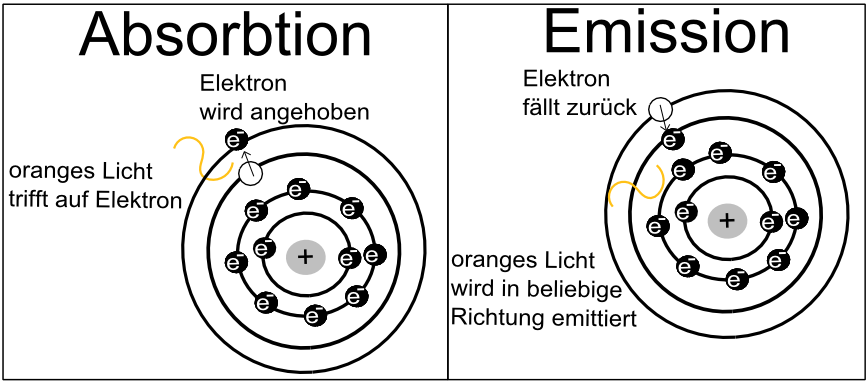 Absorbtion
Elektron
wird angehoben
oranges Licht
trifft auf Elektron
e⁻
e⁻
e⁻
e⁻
e⁻
e⁻
e⁻
e⁻
e⁻
e⁻
e⁻
+
Emission
Elektron
fällt zurück
e⁻
e⁻
e⁻
e⁻
e⁻
e⁻
e⁻
e⁻
e⁻
e⁻
e⁻
+
oranges Licht
wird in beliebige
Richtung emittiert